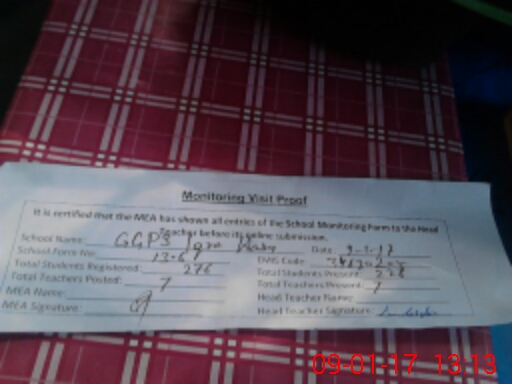 Monitoring Visit Proof
It is certified that the MEA has shown all entries of the School Monitoring Form to the Head
Teacher before its online submission.
School Name: GGPS Date: 9-1-17
School Form No: EMIS Code:
Total Students Registered: 276 Total Students Present: 228
Total Teachers Posted: 7 Total Teachers Present:
MEA Name: Head Teacher Name:
MEA Signature: Head Teacher Signature:
09-01-17 13:13